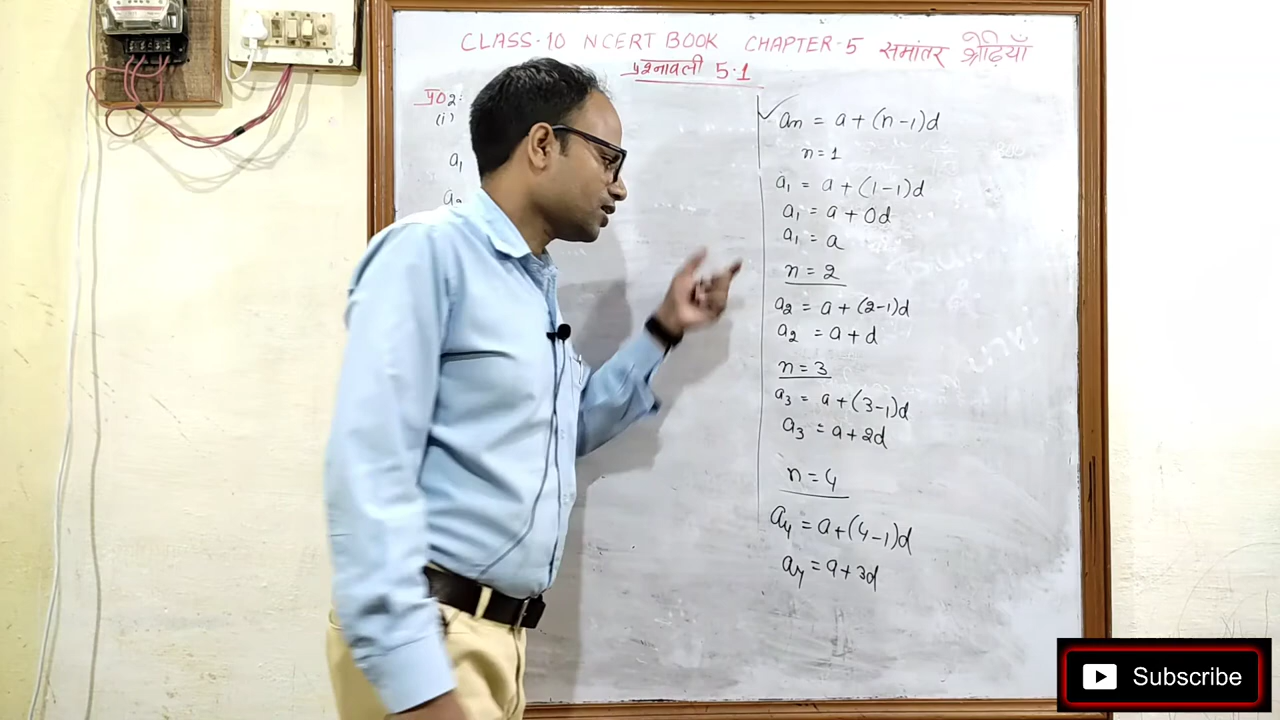 CLASS-10 NCERT BOOK CHAPTER-5 समांतर श्रेढ़ियाँ
प्रश्नावली 5.1
प्र02:
(i)
a₁
a₂
aₙ = a + (n-1)d
n = 1
a₁ = a + (1-1)d
a₁ = a + 0d
a₁ = a
n = 2
a₂ = a + (2-1)d
a₂ = a + d
n = 3
a₃ = a + (3-1)d
a₃ = a + 2d
n = 4
a₄ = a + (4-1)d
a₄ = a + 3d
Subscribe